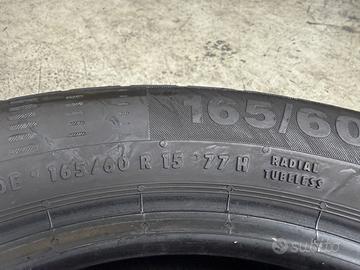 165/60
165/60 R 15 77 H
RADIAL
TUBELESS
subito